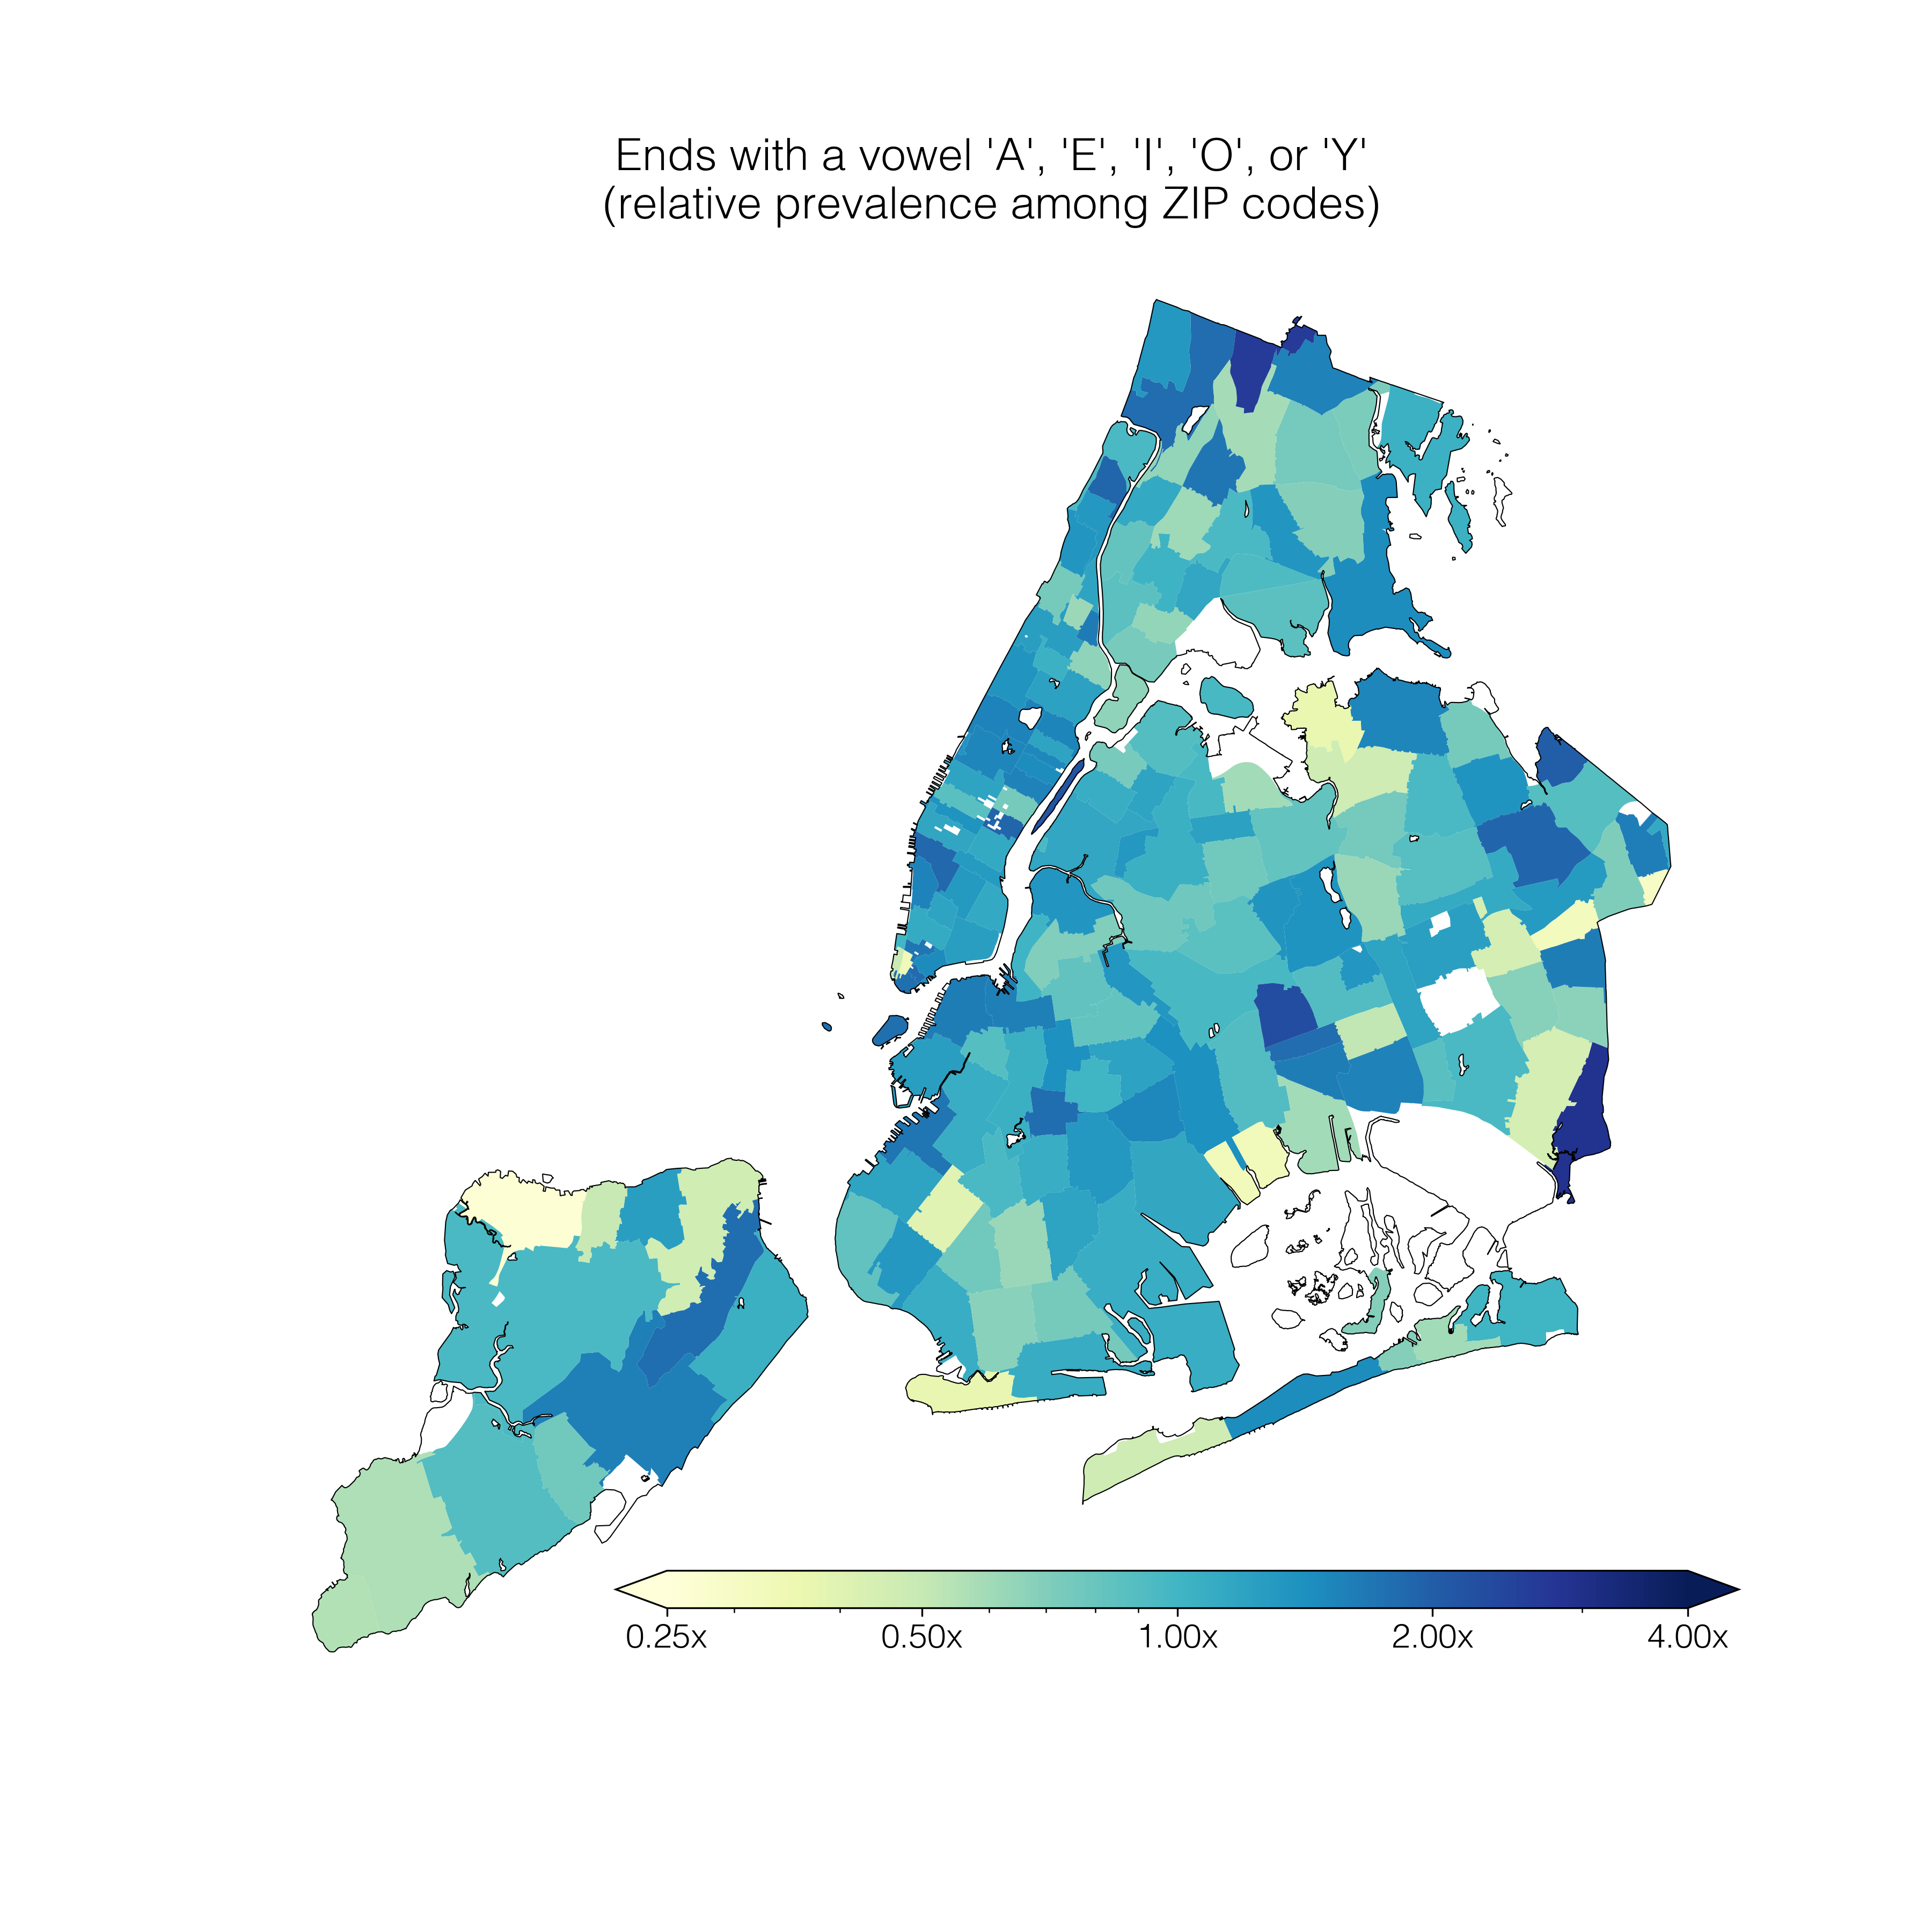 Ends with a vowel 'A', 'E', 'I', 'O', or 'Y'
(relative prevalence among ZIP codes)
0.25x 0.50x 1.00x 2.00x 4.00x